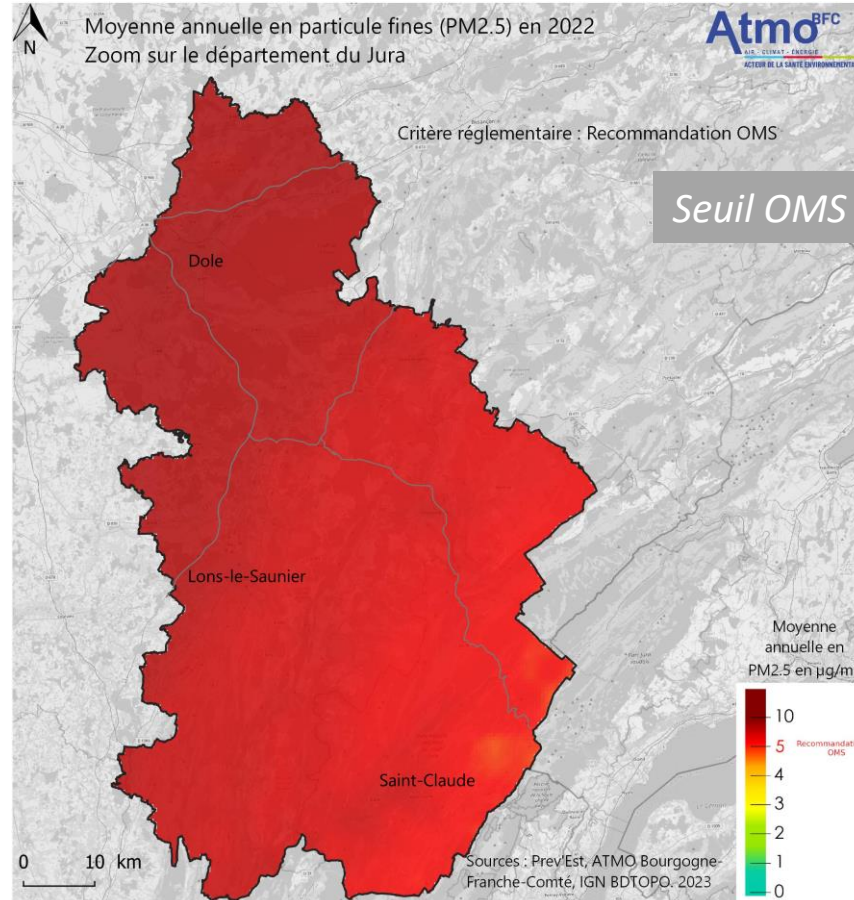 N
Moyenne annuelle en particule fines (PM2.5) en 2022
Zoom sur le département du Jura
Atmo BFC
AIR - CLIMAT - ÉNERGIE
ACTEUR DE LA SANTÉ ENVIRONNEMENTA
Critère réglementaire : Recommandation OMS
Seuil OMS
Dole
Lons-le-Saunier
Saint-Claude
Moyenne
annuelle en
PM2.5 en µg/m
10
5 Recommandati
OMS
4
3
2
1
0
0 10 km
Sources : Prev'Est, ATMO Bourgogne-
Franche-Comté, IGN BDTOPO. 2023